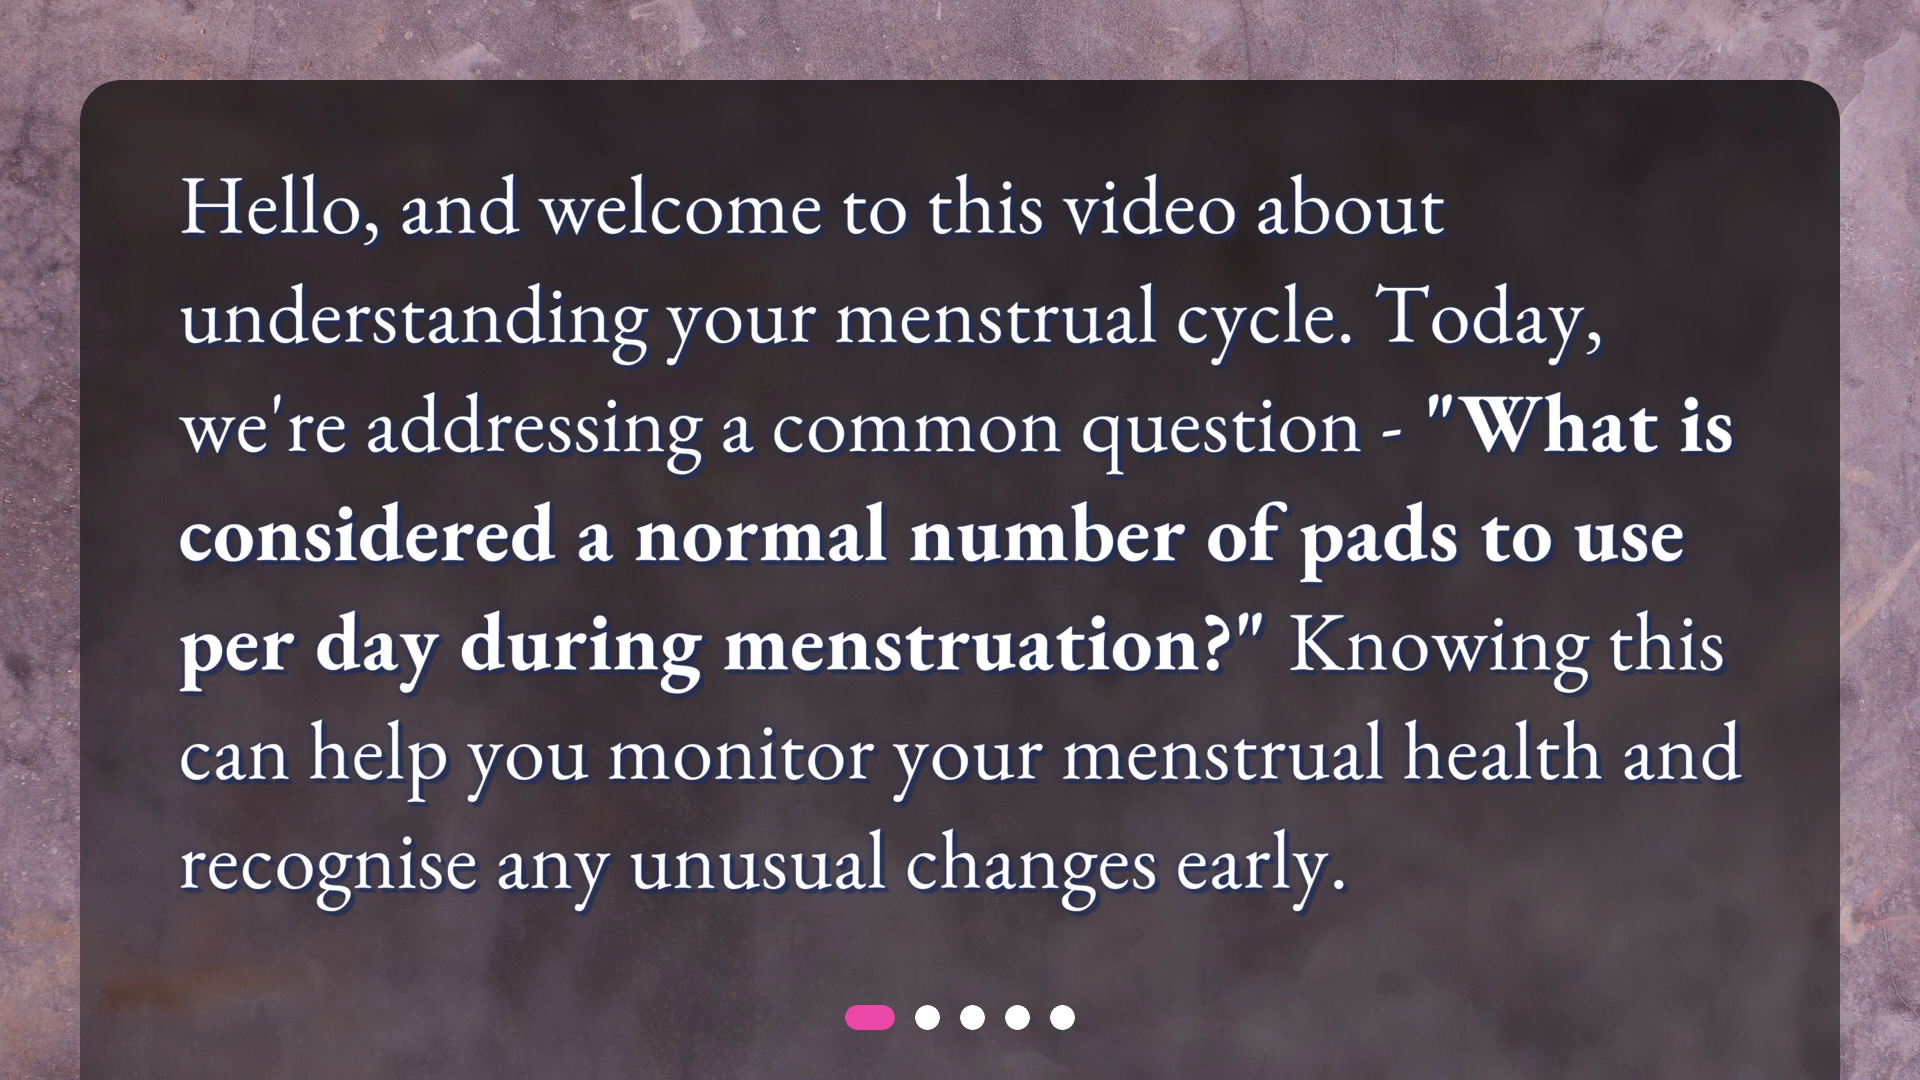 Hello, and welcome to this video about
understanding your menstrual cycle. Today,
we're addressing a common question - "What is
considered a normal number of pads to use
per day during menstruation?" Knowing this
can help you monitor your menstrual health and
recognise any unusual changes early.